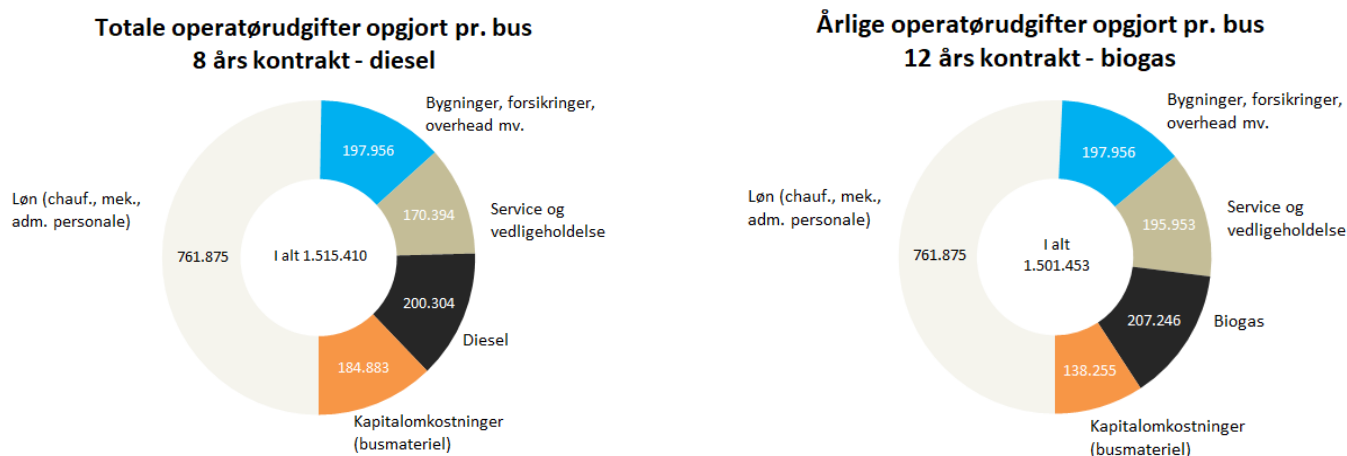 Totale operatørudgifter opgjort pr. bus
8 års kontrakt - diesel
Bygninger, forsikringer,
overhead mv.
197.956
Løn (chauf., mek.,
adm. personale)
170.394
Service og
vedligeholdelse
761.875
I alt 1.515.410
200.304
Diesel
184.883
Kapitalomkostninger
(busmateriel)
Årlige operatørudgifter opgjort pr. bus
12 års kontrakt - biogas
Bygninger, forsikringer,
overhead mv.
197.956
Løn (chauf., mek.,
adm. personale)
195.953
Service og
vedligeholdelse
761.875
I alt
1.501.453
207.246
Biogas
138.255
Kapitalomkostninger
(busmateriel)